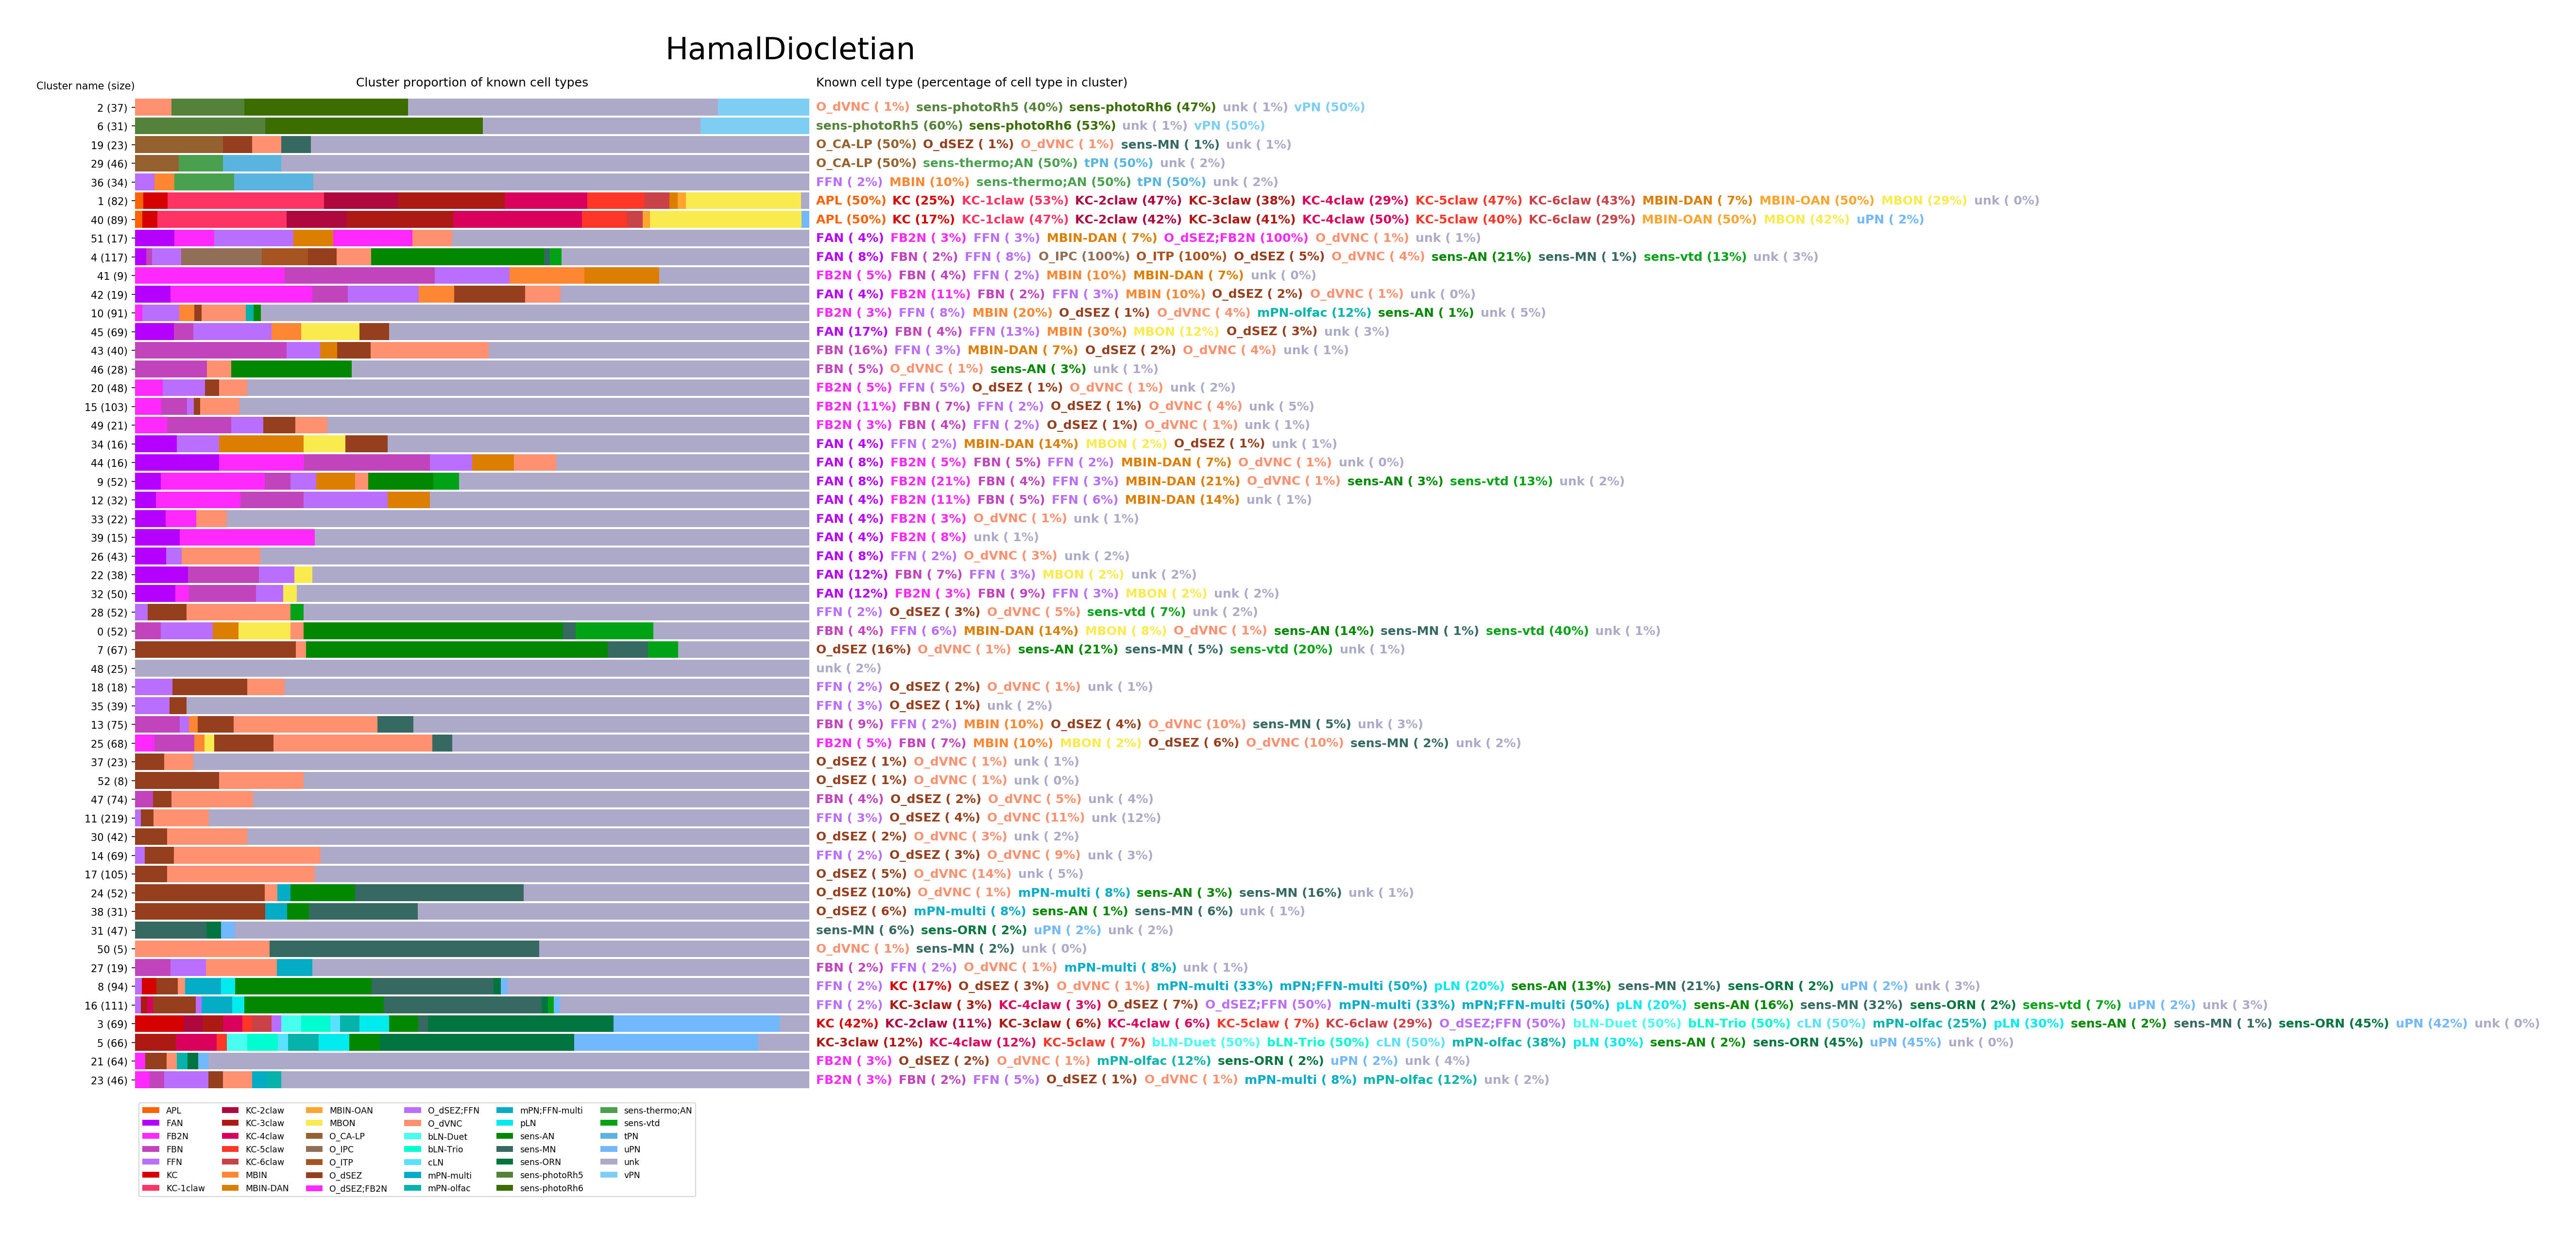 HamalDiocletian
Cluster name (size) Cluster proportion of known cell types Known cell type (percentage of cell type in cluster)
2 (37) O_dVNC ( 1%) sens-photoRh5 (40%) sens-photoRh6 (47%) unk ( 1%) vPN (50%)
6 (31) sens-photoRh5 (60%) sens-photoRh6 (53%) unk ( 1%) vPN (50%)
19 (23) O_CA-LP (50%) O_dSEZ ( 1%) O_dVNC ( 1%) sens-MN ( 1%) unk ( 1%)
29 (46) O_CA-LP (50%) sens-thermo;AN (50%) tPN (50%) unk ( 2%)
36 (34) FFN ( 2%) MBIN (10%) sens-thermo;AN (50%) tPN (50%) unk ( 2%)
1 (82) APL (50%) KC (25%) KC-1claw (53%) KC-2claw (47%) KC-3claw (38%) KC-4claw (29%) KC-5claw (47%) KC-6claw (43%) MBIN-DAN ( 7%) MBIN-OAN (50%) MBON (29%) unk ( 0%)
40 (89) APL (50%) KC (17%) KC-1claw (47%) KC-2claw (42%) KC-3claw (41%) KC-4claw (50%) KC-5claw (40%) KC-6claw (29%) MBIN-OAN (50%) MBON (42%) uPN ( 2%)
51 (17) FAN ( 4%) FB2N ( 3%) FFN ( 3%) MBIN-DAN ( 7%) O_dSEZ;FB2N (100%) O_dVNC ( 1%) unk ( 1%)
4 (117) FAN ( 8%) FBN ( 2%) FFN ( 8%) O_IPC (100%) O_ITP (100%) O_dSEZ ( 5%) O_dVNC ( 4%) sens-AN (21%) sens-MN ( 1%) sens-vtd (13%) unk ( 3%)
41 (9) FB2N ( 5%) FBN ( 4%) FFN ( 2%) MBIN (10%) MBIN-DAN ( 7%) unk ( 0%)
42 (19) FAN ( 4%) FB2N (11%) FBN ( 2%) FFN ( 3%) MBIN (10%) O_dSEZ ( 2%) O_dVNC ( 1%) unk ( 0%)
10 (91) FB2N ( 3%) FFN ( 8%) MBIN (20%) O_dSEZ ( 1%) O_dVNC ( 4%) mPN-olfac (12%) sens-AN ( 1%) unk ( 5%)
45 (69) FAN (17%) FBN ( 4%) FFN (13%) MBIN (30%) MBON (12%) O_dSEZ ( 3%) unk ( 3%)
43 (40) FBN (16%) FFN ( 3%) MBIN-DAN ( 7%) O_dSEZ ( 2%) O_dVNC ( 4%) unk ( 1%)
46 (28) FBN ( 5%) O_dVNC ( 1%) sens-AN ( 3%) unk ( 1%)
20 (48) FB2N ( 5%) FFN ( 5%) O_dSEZ ( 1%) O_dVNC ( 1%) unk ( 2%)
15 (103) FB2N (11%) FBN ( 7%) FFN ( 2%) O_dSEZ ( 1%) O_dVNC ( 4%) unk ( 5%)
49 (21) FB2N ( 3%) FBN ( 4%) FFN ( 2%) O_dSEZ ( 1%) O_dVNC ( 1%) unk ( 1%)
34 (16) FAN ( 4%) FFN ( 2%) MBIN-DAN (14%) MBON ( 2%) O_dSEZ ( 1%) unk ( 1%)
44 (16) FAN ( 8%) FB2N ( 5%) FBN ( 5%) FFN ( 2%) MBIN-DAN ( 7%) O_dVNC ( 1%) unk ( 0%)
9 (52) FAN ( 8%) FB2N (21%) FBN ( 4%) FFN ( 3%) MBIN-DAN (21%) O_dVNC ( 1%) sens-AN ( 3%) sens-vtd (13%) unk ( 2%)
12 (32) FAN ( 4%) FB2N (11%) FBN ( 5%) FFN ( 6%) MBIN-DAN (14%) unk ( 1%)
33 (22) FAN ( 4%) FB2N ( 3%) O_dVNC ( 1%) unk ( 1%)
39 (15) FAN ( 4%) FB2N ( 8%) unk ( 1%)
26 (43) FAN ( 8%) FFN ( 2%) O_dVNC ( 3%) unk ( 2%)
22 (38) FAN (12%) FBN ( 7%) FFN ( 3%) MBON ( 2%) unk ( 2%)
32 (50) FAN (12%) FB2N ( 3%) FBN ( 9%) FFN ( 3%) MBON ( 2%) unk ( 2%)
28 (52) FFN ( 2%) O_dSEZ ( 3%) O_dVNC ( 5%) sens-vtd ( 7%) unk ( 2%)
0 (52) FBN ( 4%) FFN ( 6%) MBIN-DAN (14%) MBON ( 8%) O_dVNC ( 1%) sens-AN (14%) sens-MN ( 1%) sens-vtd (40%) unk ( 1%)
7 (67) O_dSEZ (16%) O_dVNC ( 1%) sens-AN (21%) sens-MN ( 5%) sens-vtd (20%) unk ( 1%)
48 (25) unk ( 2%)
18 (18) FFN ( 2%) O_dSEZ ( 2%) O_dVNC ( 1%) unk ( 1%)
35 (39) FFN ( 3%) O_dSEZ ( 1%) unk ( 2%)
13 (75) FBN ( 9%) FFN ( 2%) MBIN (10%) O_dSEZ ( 4%) O_dVNC (10%) sens-MN ( 5%) unk ( 3%)
25 (68) FB2N ( 5%) FBN ( 7%) MBIN (10%) MBON ( 2%) O_dSEZ ( 6%) O_dVNC (10%) sens-MN ( 2%) unk ( 2%)
37 (23) O_dSEZ ( 1%) O_dVNC ( 1%) unk ( 1%)
52 (8) O_dSEZ ( 1%) O_dVNC ( 1%) unk ( 0%)
47 (74) FBN ( 4%) O_dSEZ ( 2%) O_dVNC ( 5%) unk ( 4%)
11 (219) FFN ( 3%) O_dSEZ ( 4%) O_dVNC (11%) unk (12%)
30 (42) O_dSEZ ( 2%) O_dVNC ( 3%) unk ( 2%)
14 (69) FFN ( 2%) O_dSEZ ( 3%) O_dVNC ( 9%) unk ( 3%)
17 (105) O_dSEZ ( 5%) O_dVNC (14%) unk ( 5%)
24 (52) O_dSEZ (10%) O_dVNC ( 1%) mPN-multi ( 8%) sens-AN ( 3%) sens-MN (16%) unk ( 1%)
38 (31) O_dSEZ ( 6%) mPN-multi ( 8%) sens-AN ( 1%) sens-MN ( 6%) unk ( 1%)
31 (47) sens-MN ( 6%) sens-ORN ( 2%) uPN ( 2%) unk ( 2%)
50 (5) O_dVNC ( 1%) sens-MN ( 2%) unk ( 0%)
27 (19) FBN ( 2%) FFN ( 2%) O_dVNC ( 1%) mPN-multi ( 8%) unk ( 1%)
8 (94) FFN ( 2%) KC (17%) O_dSEZ ( 3%) O_dVNC ( 1%) mPN-multi (33%) mPN;FFN-multi (50%) pLN (20%) sens-AN (13%) sens-MN (21%) sens-ORN ( 2%) uPN ( 2%) unk ( 3%)
16 (111) FFN ( 2%) KC-3claw ( 3%) KC-4claw ( 3%) O_dSEZ ( 7%) O_dSEZ;FFN (50%) mPN-multi (33%) mPN;FFN-multi (50%) pLN (20%) sens-AN (16%) sens-MN (32%) sens-ORN ( 2%) sens-vtd ( 7%) uPN ( 2%) unk ( 3%)
3 (69) KC (42%) KC-2claw (11%) KC-3claw ( 6%) KC-4claw ( 6%) KC-5claw ( 7%) KC-6claw (29%) O_dSEZ;FFN (50%) bLN-Duet (50%) bLN-Trio (50%) cLN (50%) mPN-olfac (25%) pLN (30%) sens-AN ( 2%) sens-MN ( 1%) sens-ORN (45%) uPN (42%) unk ( 0%)
5 (66) KC-3claw (12%) KC-4claw (12%) KC-5claw ( 7%) bLN-Duet (50%) bLN-Trio (50%) cLN (50%) mPN-olfac (38%) pLN (30%) sens-AN ( 2%) sens-ORN (45%) uPN (45%) unk ( 0%)
21 (64) FB2N ( 3%) O_dSEZ ( 2%) O_dVNC ( 1%) mPN-olfac (12%) sens-ORN ( 2%) uPN ( 2%) unk ( 4%)
23 (46) FB2N ( 3%) FBN ( 2%) FFN ( 5%) O_dSEZ ( 1%) O_dVNC ( 1%) mPN-multi ( 8%) mPN-olfac (12%) unk ( 2%)
APL KC-2claw MBIN-OAN O_dSEZ;FFN mPN;FFN-multi sens-thermo;AN
FAN KC-3claw MBON O_dVNC pLN sens-vtd
FB2N KC-4claw O_CA-LP bLN-Duet sens-AN tPN
FBN KC-5claw O_IPC bLN-Trio sens-MN uPN
FFN KC-6claw O_ITP cLN sens-ORN unk
KC MBIN O_dSEZ mPN-multi sens-photoRh5 vPN
KC-1claw MBIN-DAN O_dSEZ;FB2N mPN-olfac sens-photoRh6